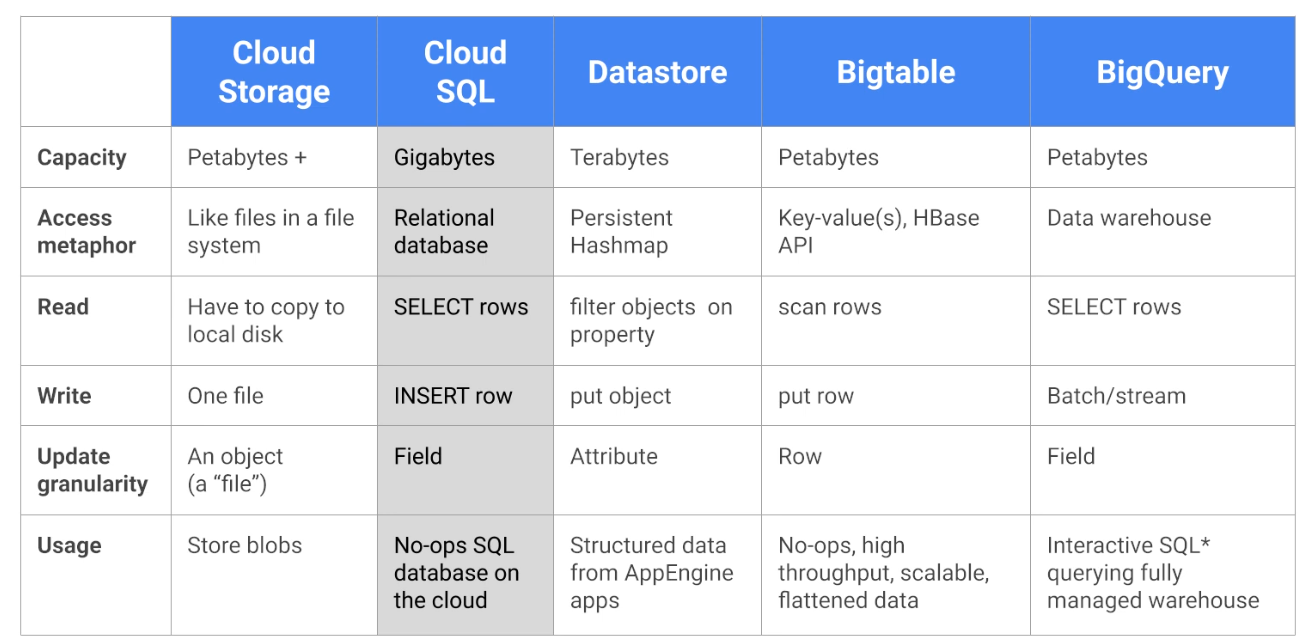 Cloud Storage
Cloud SQL
Datastore
Bigtable
BigQuery
Capacity
Petabytes +
Gigabytes
Terabytes
Petabytes
Petabytes
Access metaphor
Like files in a file system
Relational database
Persistent Hashmap
Key-value(s), HBase API
Data warehouse
Read
Have to copy to local disk
SELECT rows
filter objects on property
scan rows
SELECT rows
Write
One file
INSERT row
put object
put row
Batch/stream
Update granularity
An object (a “file”)
Field
Attribute
Row
Field
Usage
Store blobs
No-ops SQL database on the cloud
Structured data from AppEngine apps
No-ops, high throughput, scalable, flattened data
Interactive SQL* querying fully managed warehouse